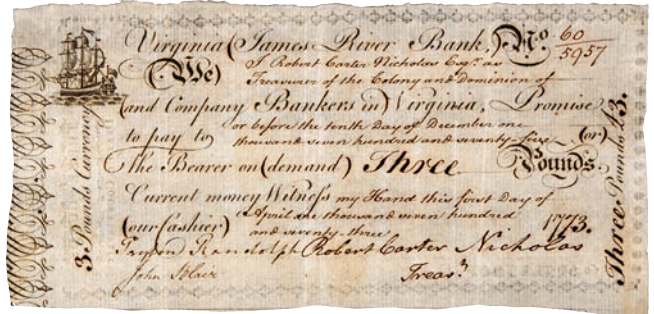 Virginia (James River Bank,) No 60
5957
(We) I Robert Carter Nicholas Esqr. as
Treasurer of the Colony and Dominion of
(and Company Bankers in) Virginia, Promise
to pay to or before the tenth Day of December one
thousand seven hundred and seventy-five (or)
the Bearer on (demand) Three Pounds.
Current money Witness my Hand this first Day of
(our Cashier) April one thousand seven hundred
and seventy-three 1773.
Peyton Randolph Robert Carter Nicholas
John Blair Treasr.
3 Pounds Currency
Three Pounds £3.